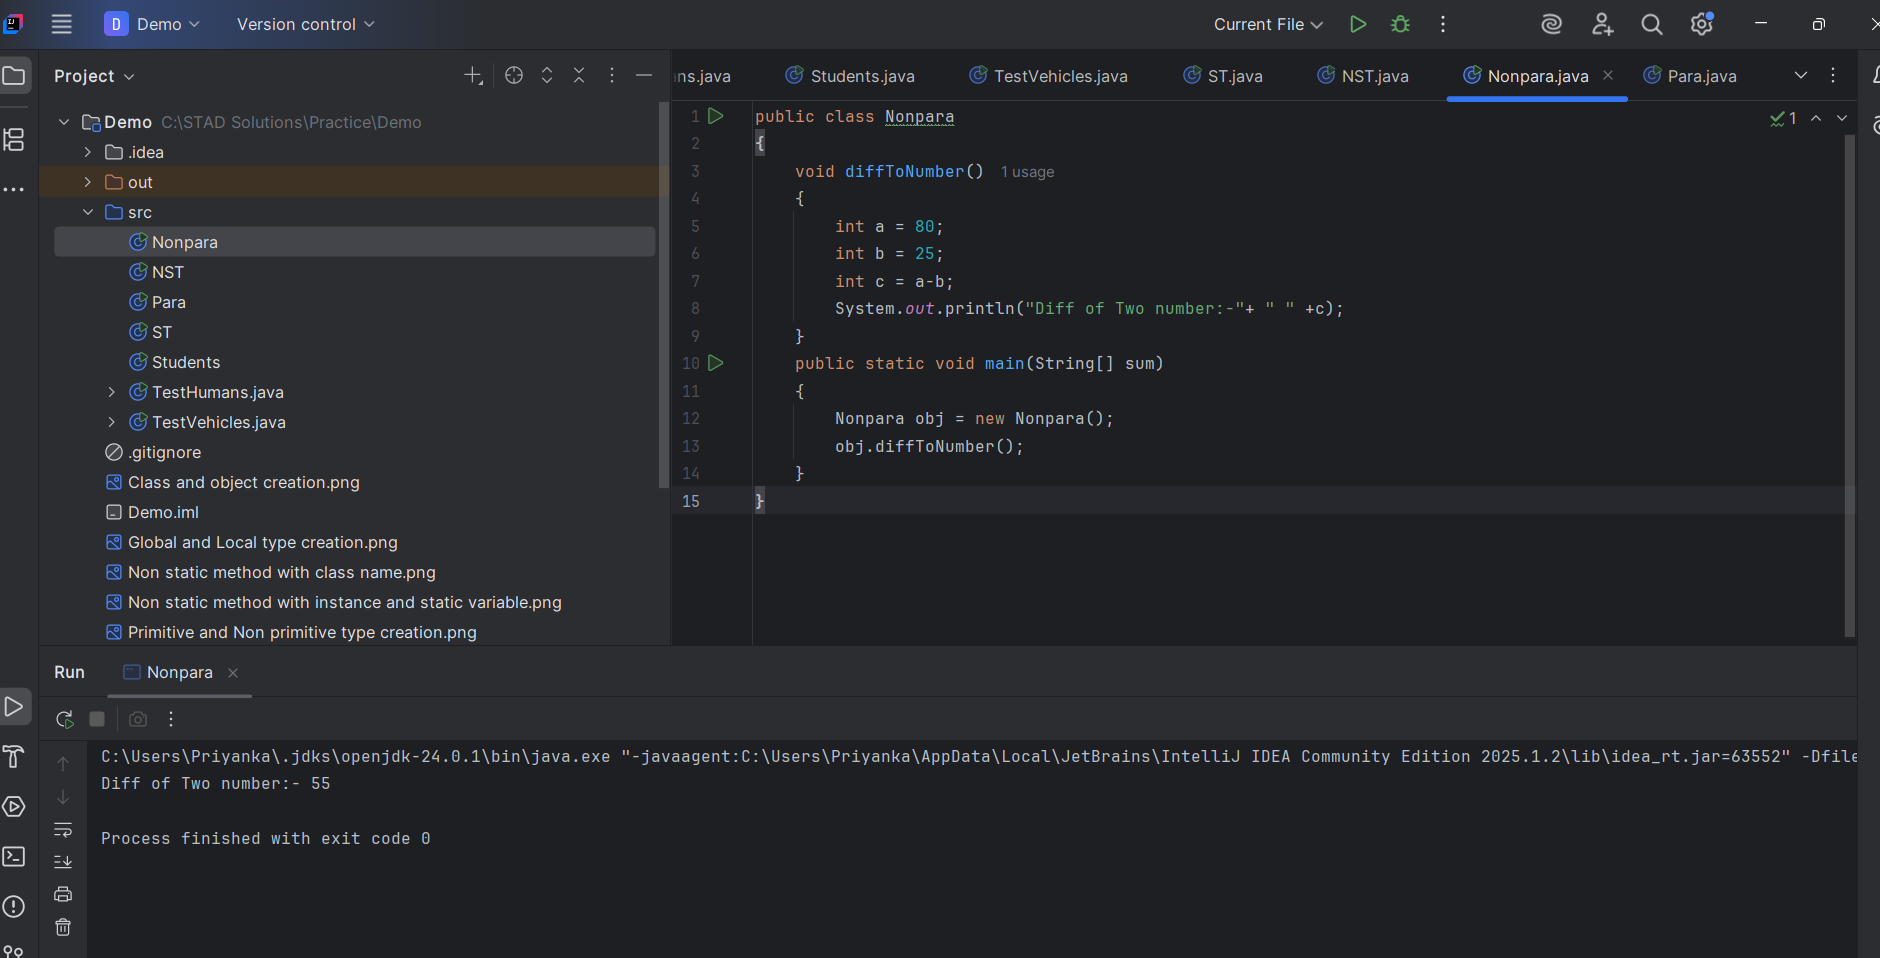 D Demo Version control Current File
Project
ns.java Students.java TestVehicles.java ST.java NST.java Nonpara.java Para.java
Demo C:\STAD Solutions\Practice\Demo
.idea
out
src
Nonpara
NST
Para
ST
Students
TestHumans.java
TestVehicles.java
.gitignore
Class and object creation.png
Demo.iml
Global and Local type creation.png
Non static method with class name.png
Non static method with instance and static variable.png
Primitive and Non primitive type creation.png
1 public class Nonpara
1
2 {
3 void diffToNumber() 1 usage
4 {
5 int a = 80;
6 int b = 25;
7 int c = a-b;
8 System.out.println("Diff of Two number:-"+ " " +c);
9 }
10 public static void main(String[] sum)
11 {
12 Nonpara obj = new Nonpara();
13 obj.diffToNumber();
14 }
15 }
Run Nonpara
C:\Users\Priyanka\.jdks\openjdk-24.0.1\bin\java.exe "-javaagent:C:\Users\Priyanka\AppData\Local\JetBrains\IntelliJ IDEA Community Edition 2025.1.2\lib\idea_rt.jar=63552" -Dfile
Diff of Two number:- 55
Process finished with exit code 0